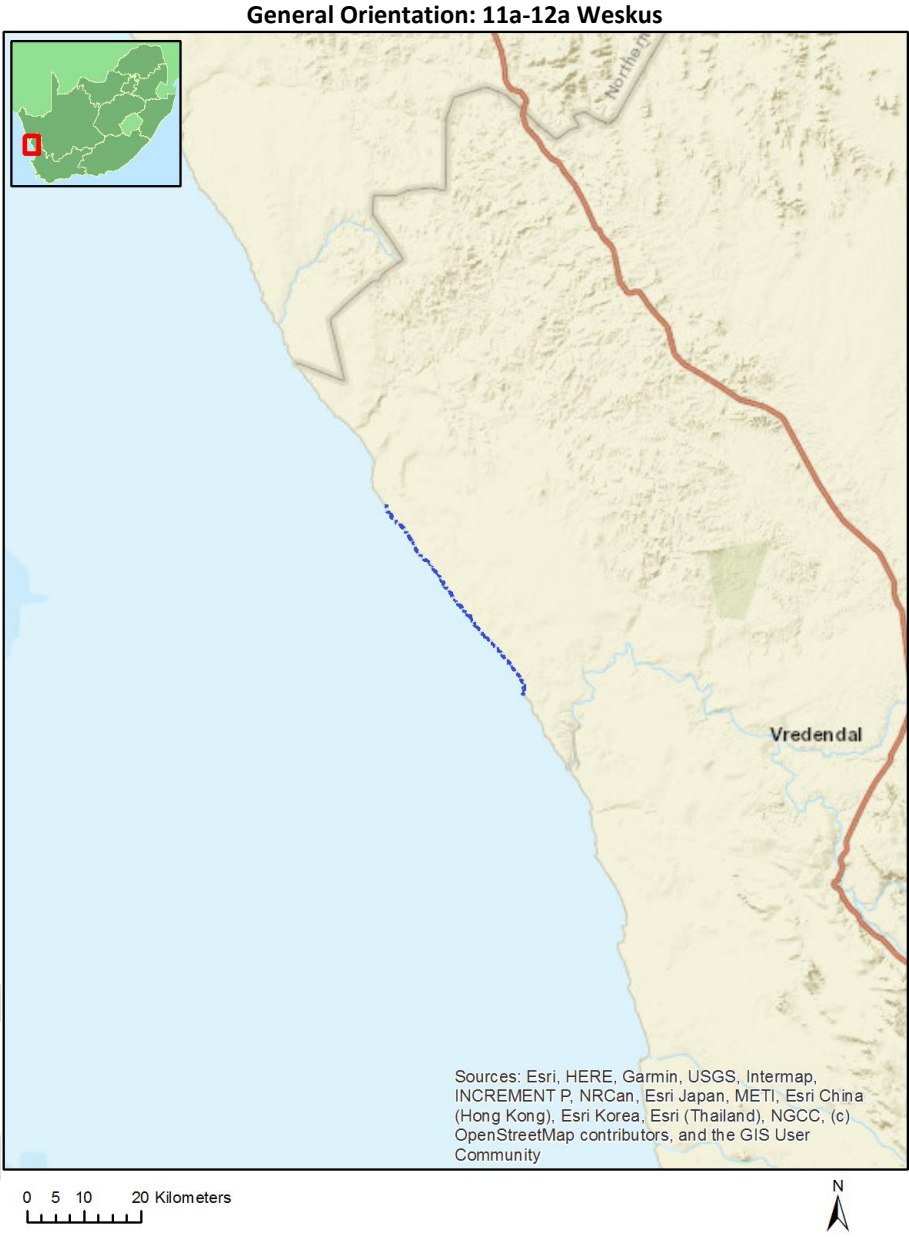 General Orientation: 11a-12a Weskus
Northern
Vredendal
Sources: Esri, HERE, Garmin, USGS, Intermap,
INCREMENT P, NRCan, Esri Japan, METI, Esri China
(Hong Kong), Esri Korea, Esri (Thailand), NGCC, (c)
OpenStreetMap contributors, and the GIS User
Community
0 5 10 20 Kilometers
N